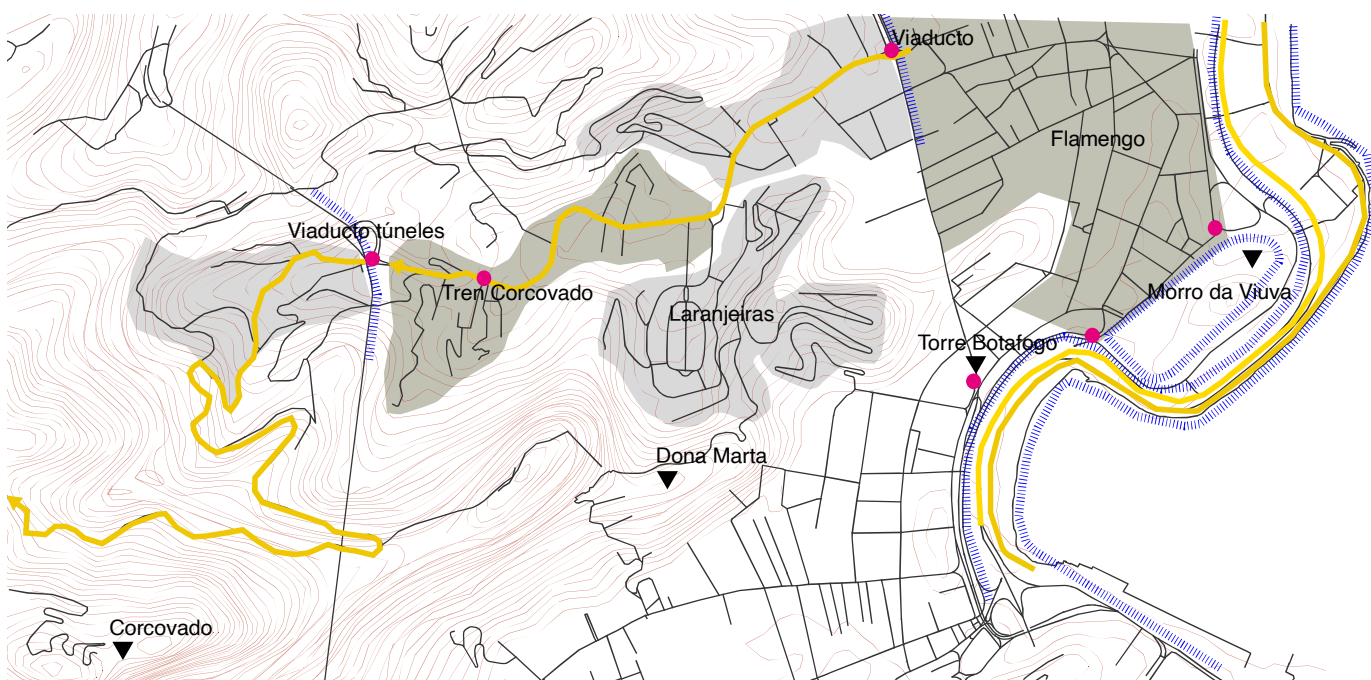 Viaducto
Flamengo
Viaducto túneles
Tren Corcovado
Morro da Viuva
Laranjeiras
Torre Botafogo
Dona Marta
Corcovado